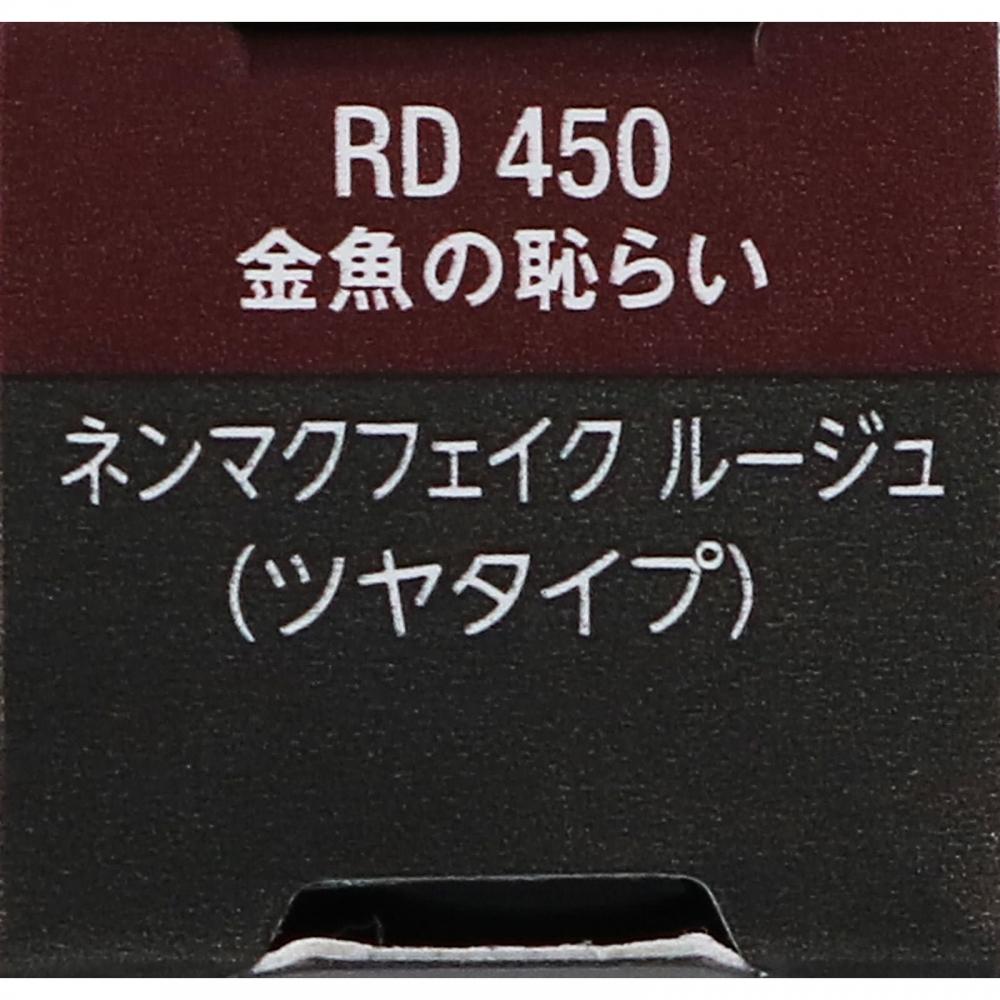 RD 450
金魚の恥らい
ネンマクフェイク ルージュ
(ツヤタイプ)